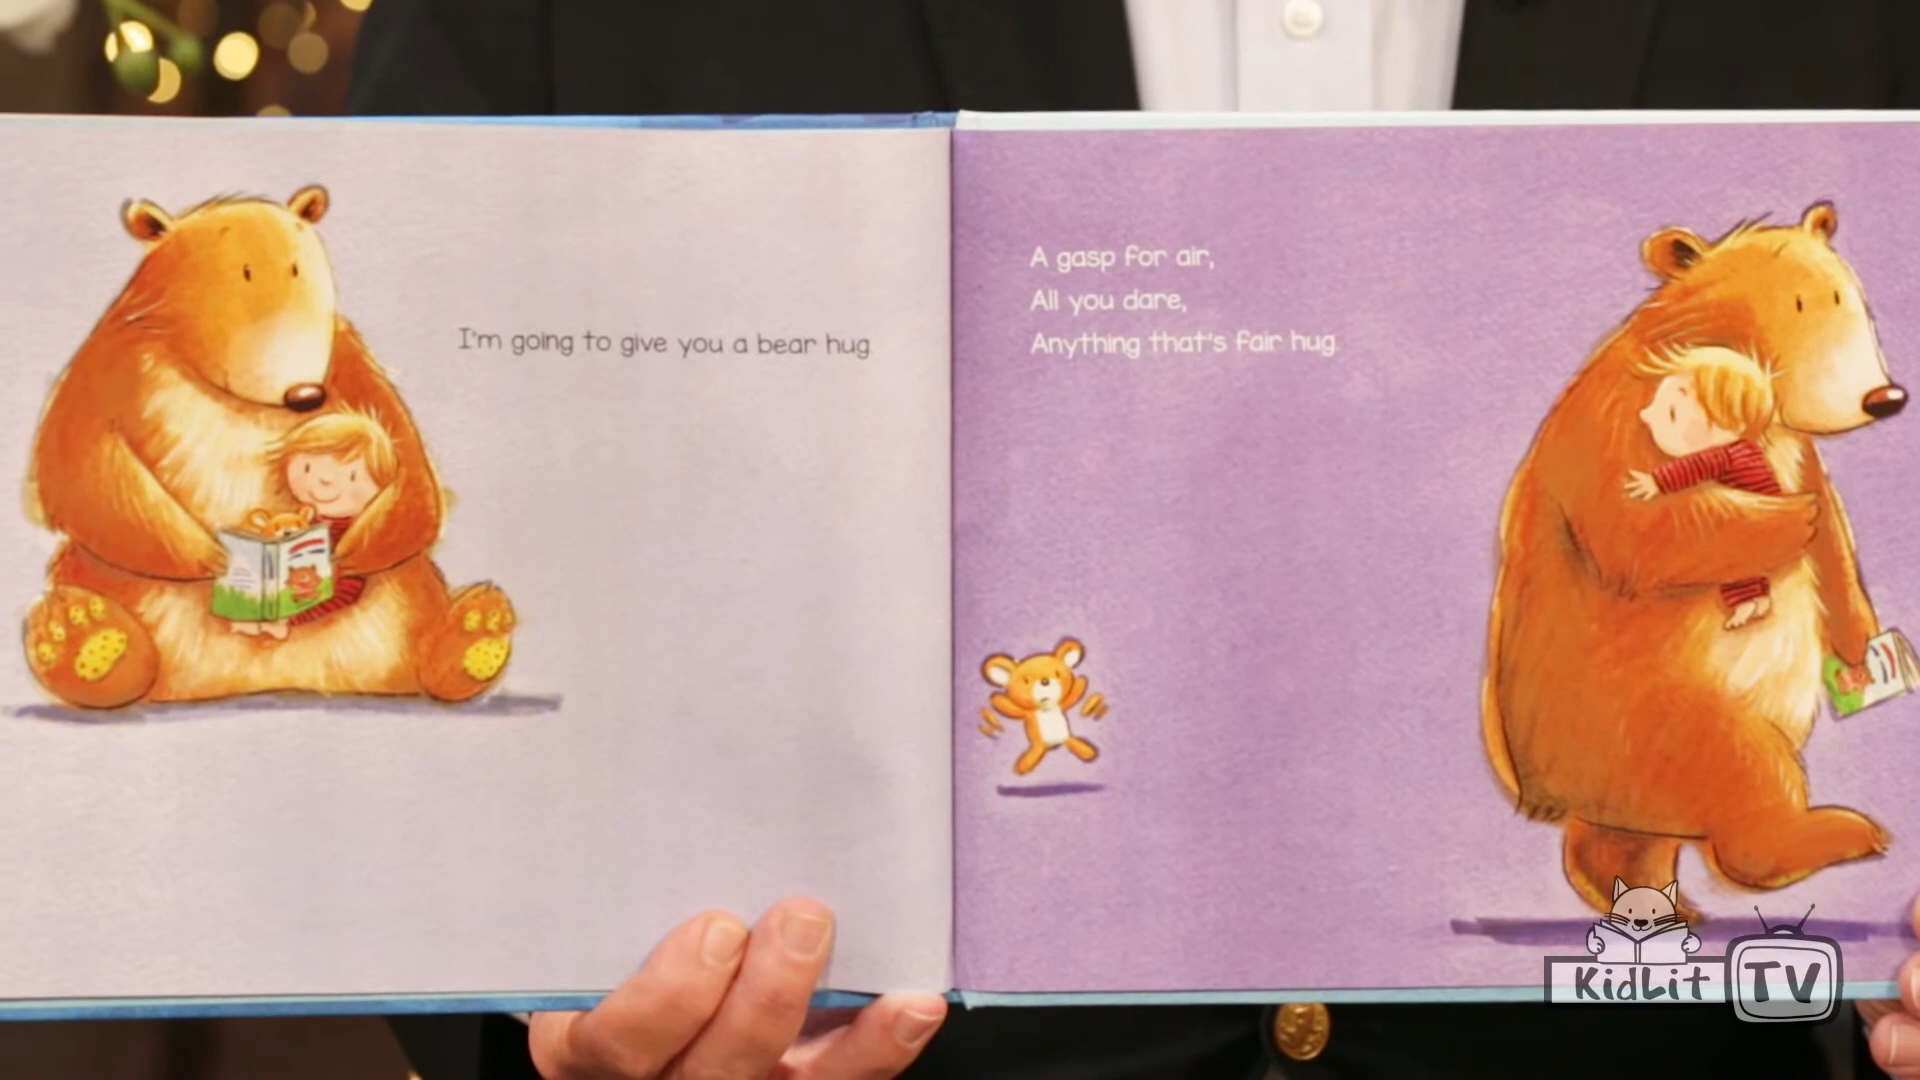 I'm going to give you a bear hug.
A gasp for air,
All you dare,
Anything that's fair hug.
KidLit TV